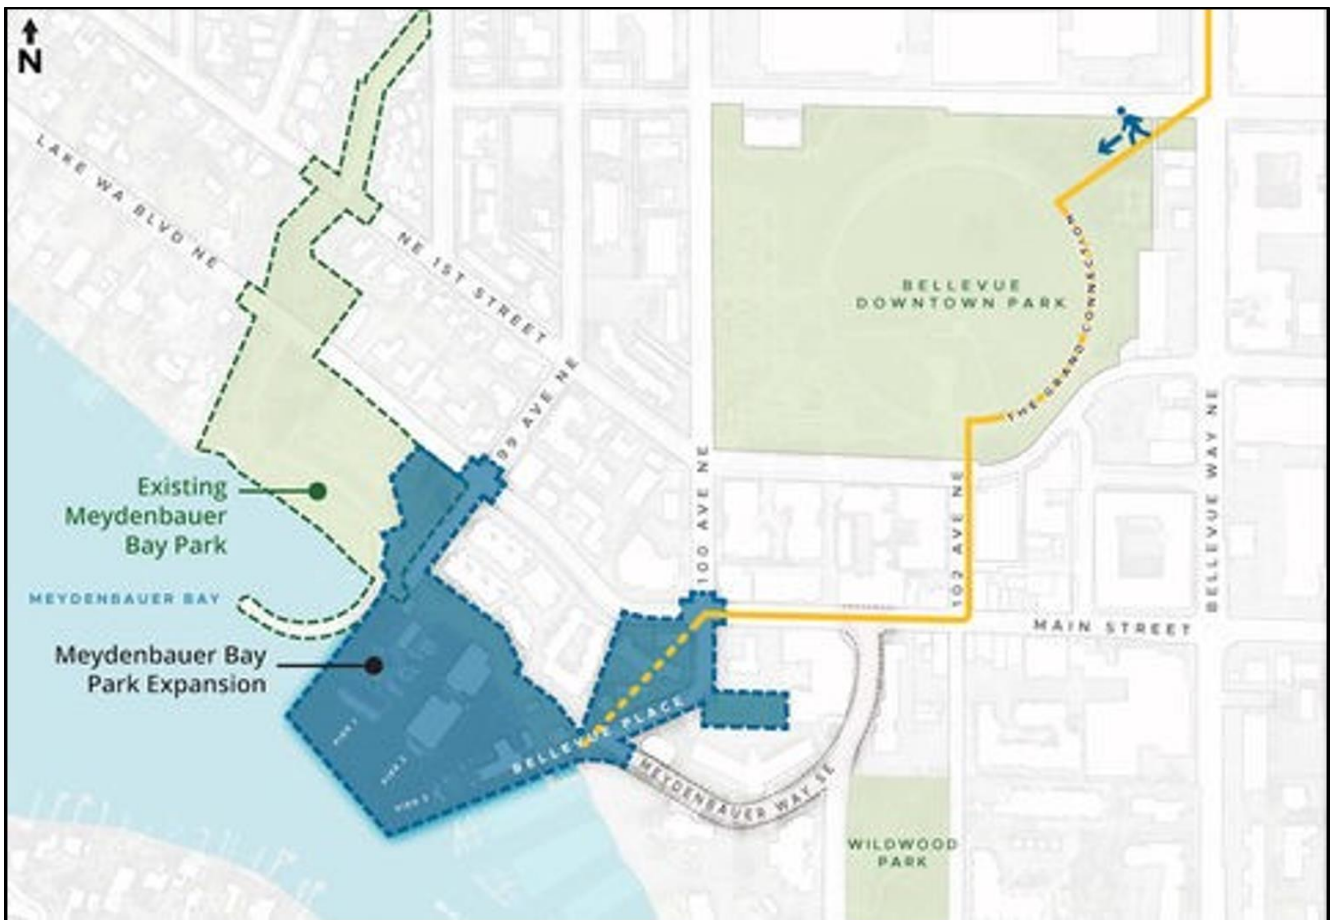 N
LAKE WA BLVD NE
NE 1ST STREET
99 AVE NE
BELLEVUE
DOWNTOWN PARK
THE GRAND CONNECTION
Existing
Meydenbauer
Bay Park
MEYDENBAUER BAY
Meydenbauer Bay
Park Expansion
100 AVE NE
102 AVE NE
BELLEVUE WAY NE
MAIN STREET
PIER 1
BELLEVUE PLACE
MEYDENBAUER WAY SE
WILDWOOD
PARK